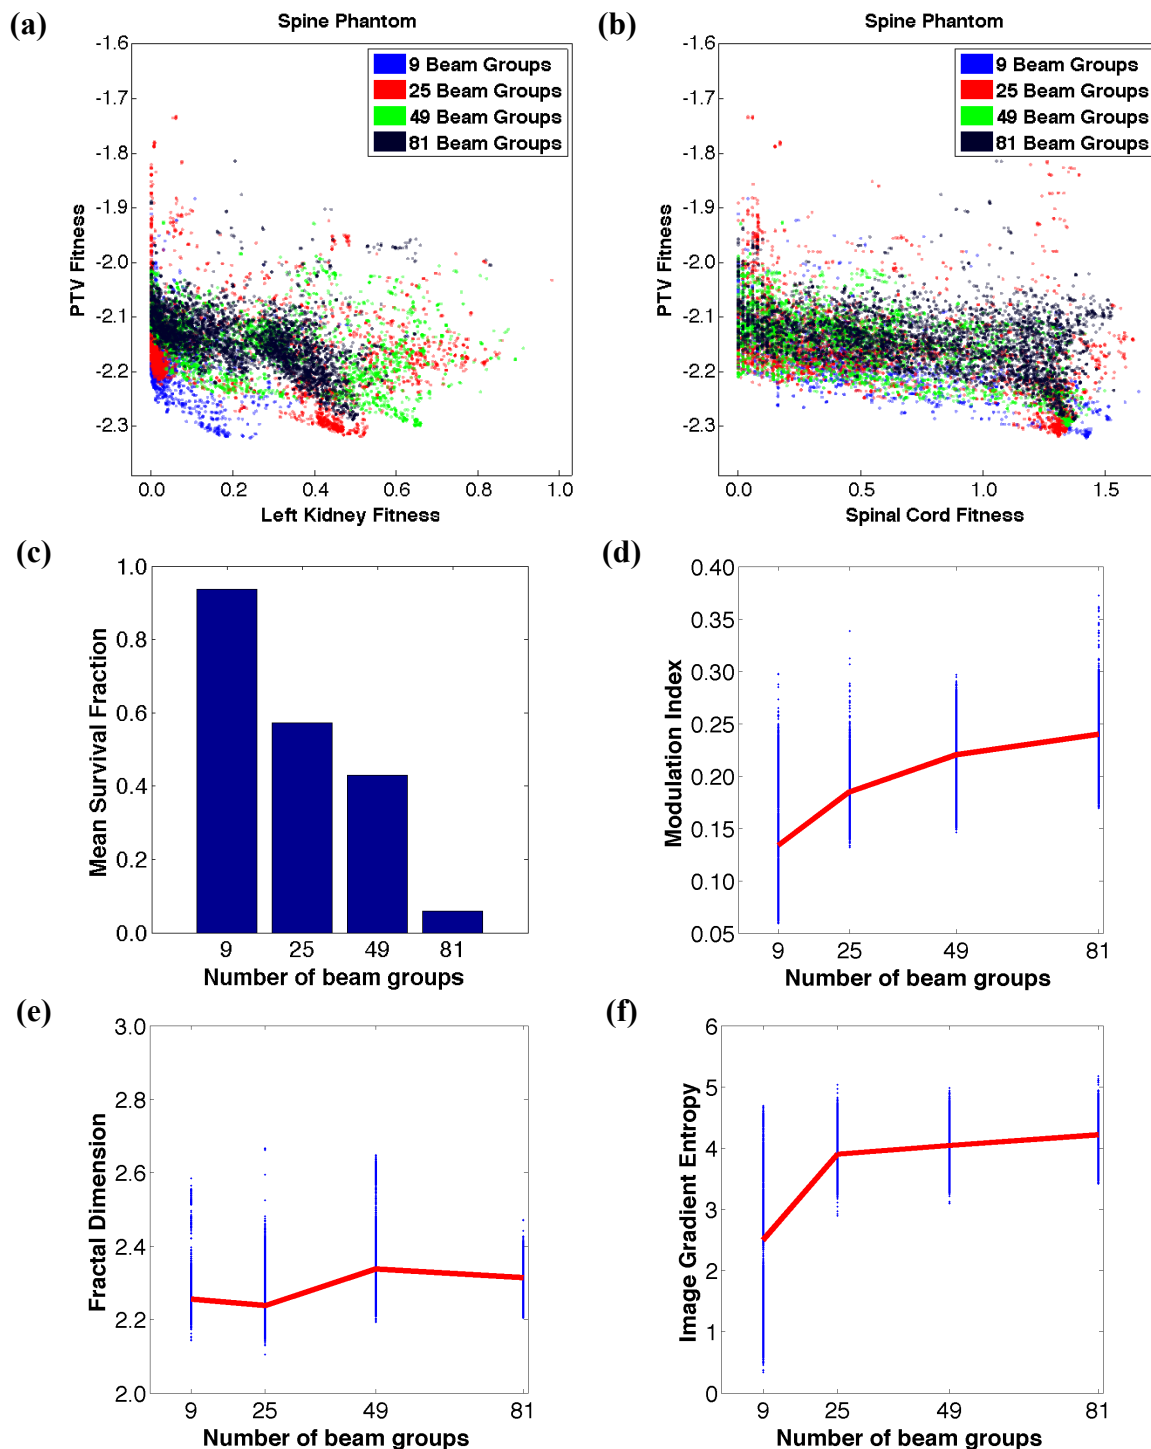 (a)
Spine Phantom
-1.6
-1.7
-1.8
-1.9
-2.0
-2.1
-2.2
-2.3
PTV Fitness
9 Beam Groups
25 Beam Groups
49 Beam Groups
81 Beam Groups
0.0 0.2 0.4 0.6 0.8 1.0
Left Kidney Fitness
(b)
Spine Phantom
-1.6
-1.7
-1.8
-1.9
-2.0
-2.1
-2.2
-2.3
PTV Fitness
9 Beam Groups
25 Beam Groups
49 Beam Groups
81 Beam Groups
0.0 0.5 1.0 1.5
Spinal Cord Fitness
(c)
1.0
0.8
0.6
0.4
0.2
0.0
Mean Survival Fraction
9 25 49 81
Number of beam groups
(d)
0.40
0.35
0.30
0.25
0.20
0.15
0.10
0.05
Modulation Index
9 25 49 81
Number of beam groups
(e)
3.0
2.8
2.6
2.4
2.2
2.0
Fractal Dimension
9 25 49 81
Number of beam groups
(f)
6
5
4
3
2
1
0
Image Gradient Entropy
9 25 49 81
Number of beam groups